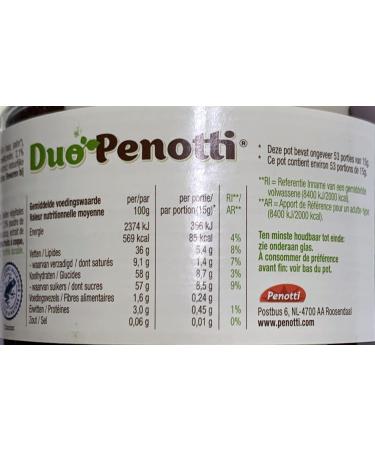 Duo Penotti®
Deze pot bevat ongeveer 53 porties van 15g.
Ce pot contient environ 53 portions de 15g.
Gemiddelde voedingswaarde
Valeur nutritionnelle moyenne
per/par
100g
per portie/
par portion (15g)*
RI**/
AR**
Energie 2374 kJ 356 kJ
569 kcal 85 kcal 4%
Vetten / Lipides 36 g 5,4 g 8%
- waarvan verzadigd / dont saturés 9,1 g 1,4 g 7%
Koolhydraten / Glucides 58 g 8,7 g 3%
- waarvan suikers / dont sucres 57 g 8,5 g 9%
Voedingsvezels / Fibres alimentaires 1,6 g 0,24 g
Eiwitten / Protéines 3,0 g 0,45 g 1%
Zout / Sel 0,06 g 0,01 g 0%
**RI = Referentie Inname van een gemiddelde
volwassene (8400 kJ/2000 kcal).
**AR = Apport de Référence pour un adulte-type
(8400 kJ/2000 kcal).
Ten minste houdbaar tot einde:
zie onderaan glas.
À consommer de préférence
avant fin: voir bas du pot.
Penotti
Postbus 6, NL-4700 AA Roosendaal
www.penotti.com